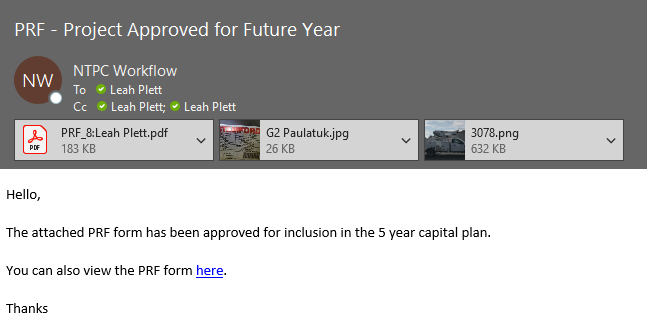 PRF - Project Approved for Future Year
NW
NTPC Workflow
To Leah Plett
Cc Leah Plett; Leah Plett
PDF
PRF_8:Leah Plett.pdf
183 KB
G2 Paulatuk.jpg
26 KB
3078.png
632 KB
Hello,
The attached PRF form has been approved for inclusion in the 5 year capital plan.
You can also view the PRF form here.
Thanks